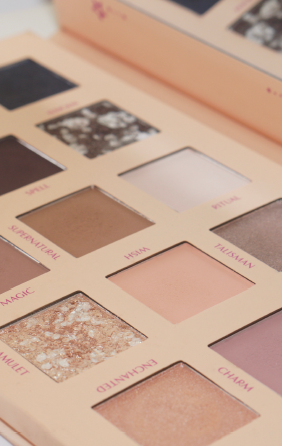 SPELL
RITUAL
SUPERNATURAL
WISH
TALISMAN
MAGIC
AMULET
ENCHANTED
CHARM